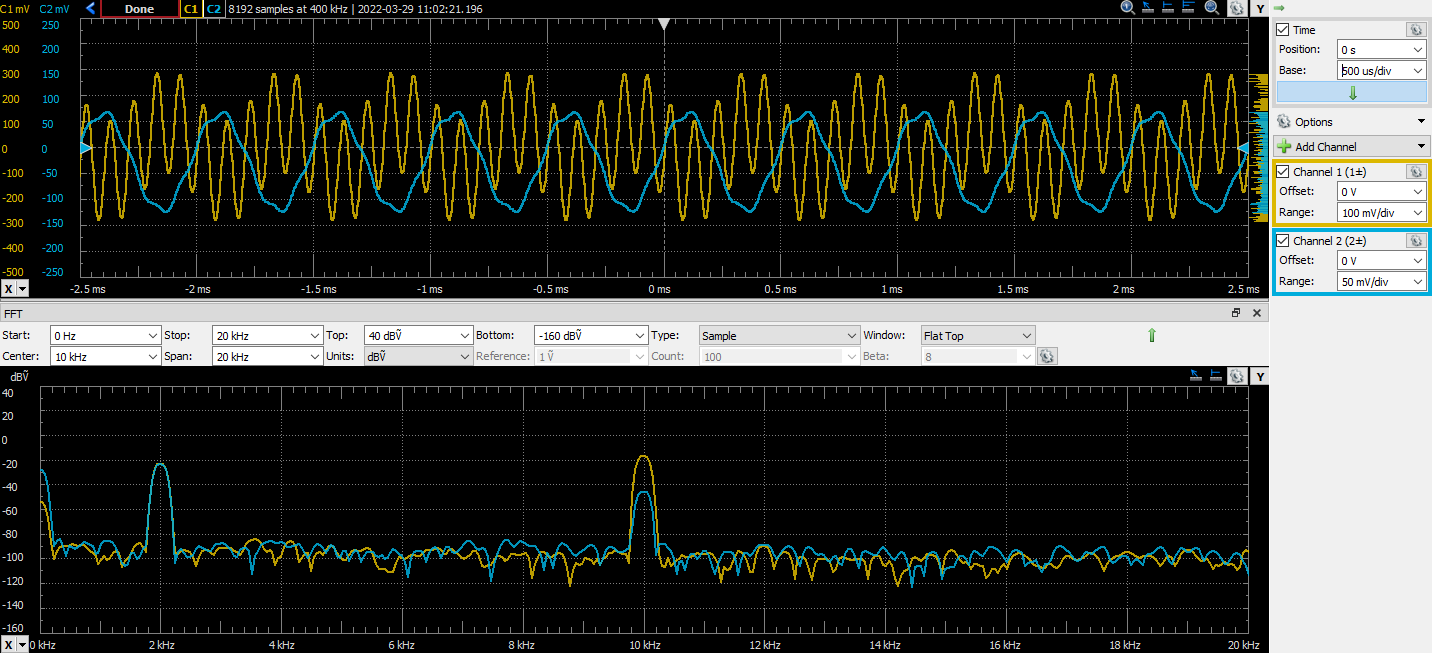 C1 mV C2 mV Done C1 C2 8192 samples at 400 kHz | 2022-03-29 11:02:21.196 Y
500 250
400 200
300 150
200 100
100 50
0 0
-100 -50
-200 -100
-300 -150
-400 -200
-500 -250
X -2.5 ms -2 ms -1.5 ms -1 ms -0.5 ms 0 ms 0.5 ms 1 ms 1.5 ms 2 ms 2.5 ms
Time
Position: 0 s
Base: 500 us/div
Options
Add Channel
Channel 1 (1±)
Offset: 0 V
Range: 100 mV/div
Channel 2 (2±)
Offset: 0 V
Range: 50 mV/div
FFT
Start: 0 Hz Stop: 20 kHz Top: 40 dBṼ Bottom: -160 dBṼ Type: Sample Window: Flat Top
Center: 10 kHz Span: 20 kHz Units: dBṼ Reference: 1 Ṽ Count: 100 Beta: 8
dBṼ Y
40
20
0
-20
-40
-60
-80
-100
-120
-140
-160
X 0 kHz 2 kHz 4 kHz 6 kHz 8 kHz 10 kHz 12 kHz 14 kHz 16 kHz 18 kHz 20 kHz